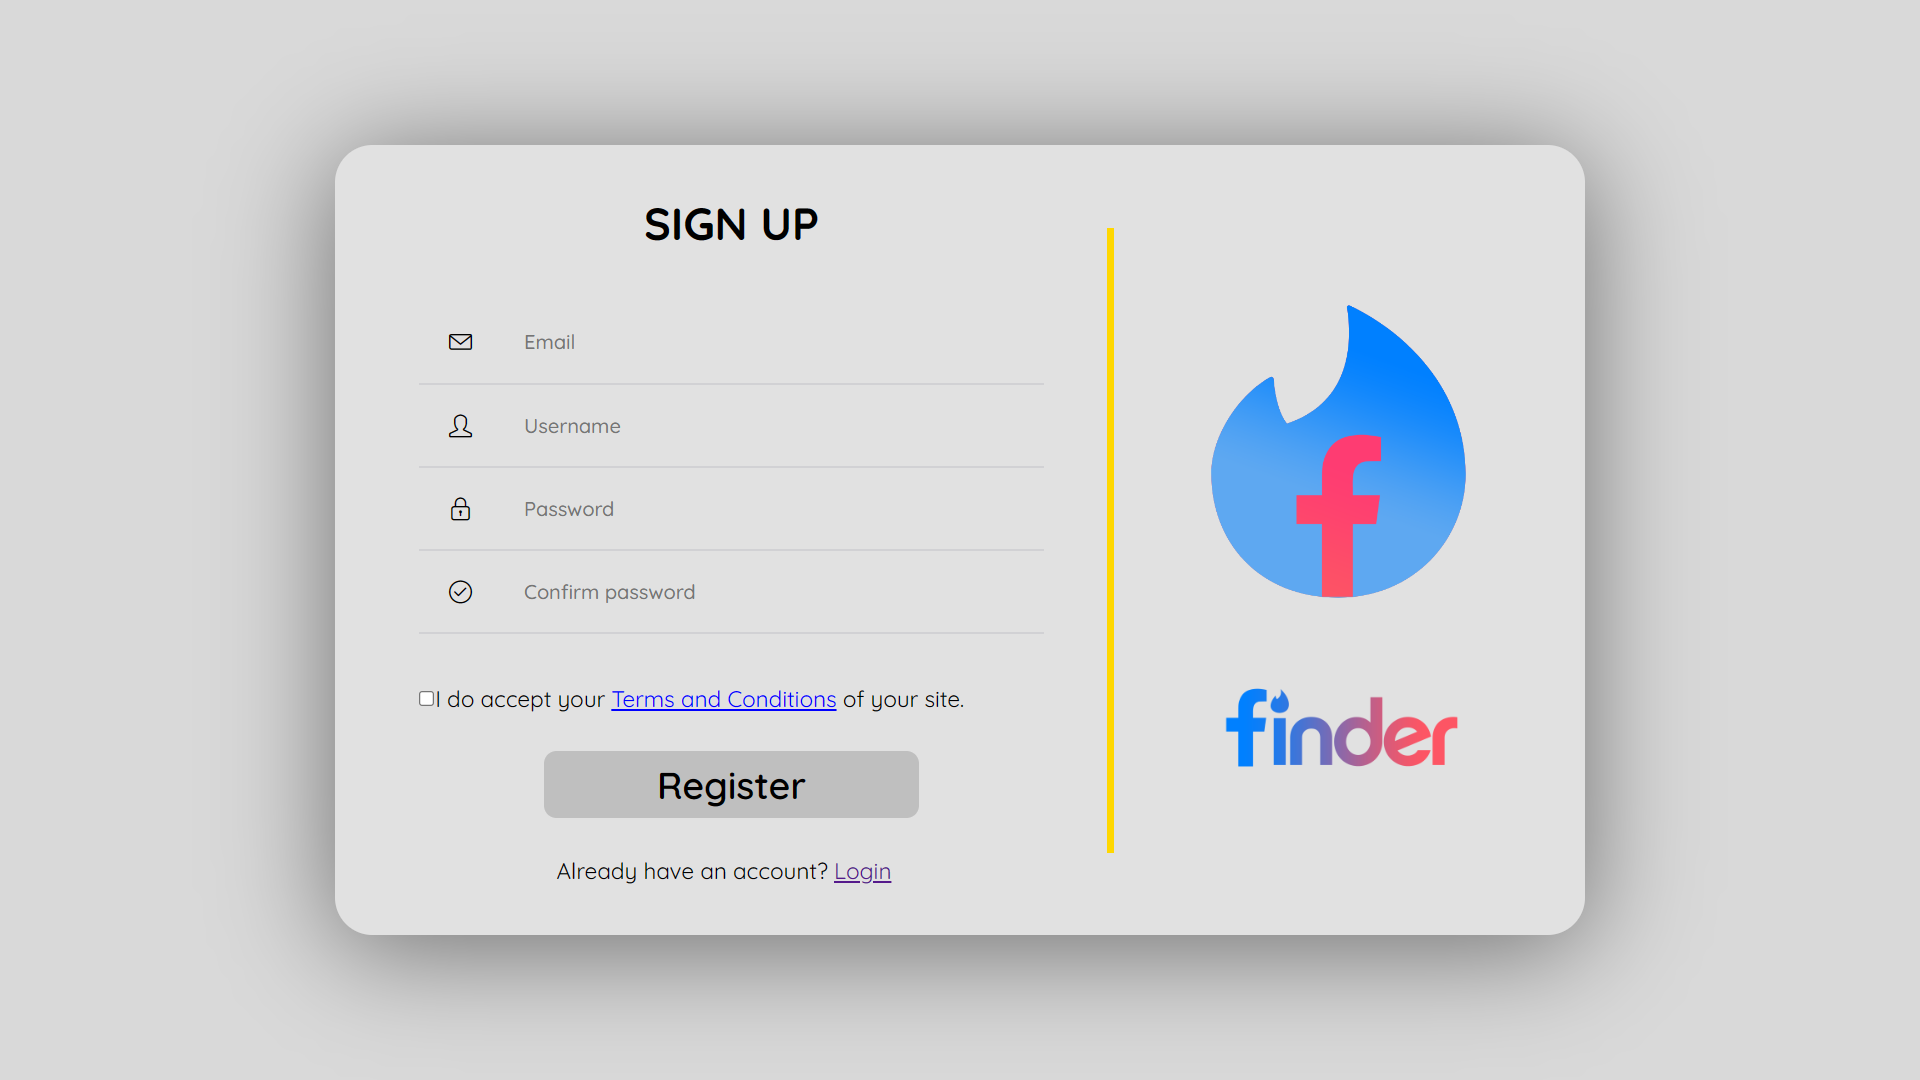 SIGN UP
Email
Username
Password
Confirm password
I do accept your Terms and Conditions of your site.
Register
Already have an account? Login
f
finder